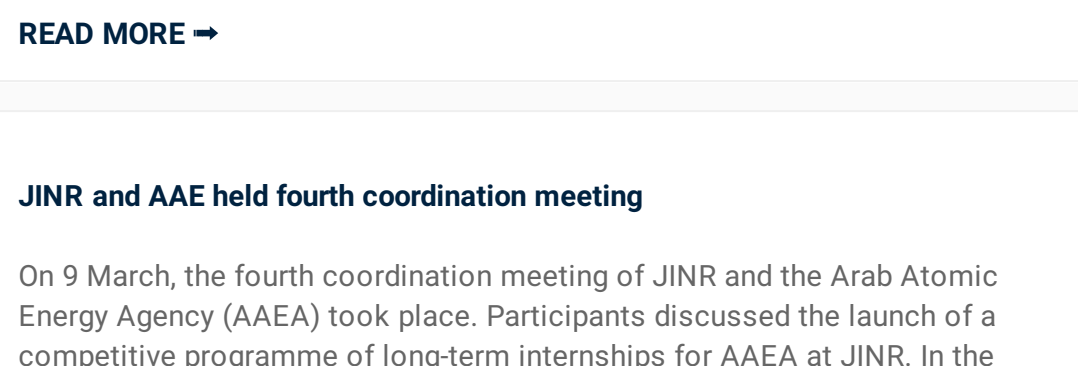 READ MORE ➡
JINR and AAE held fourth coordination meeting
On 9 March, the fourth coordination meeting of JINR and the Arab Atomic
Energy Agency (AAEA) took place. Participants discussed the launch of a
competitive programme of long-term internships for AAEA at JINR. In the